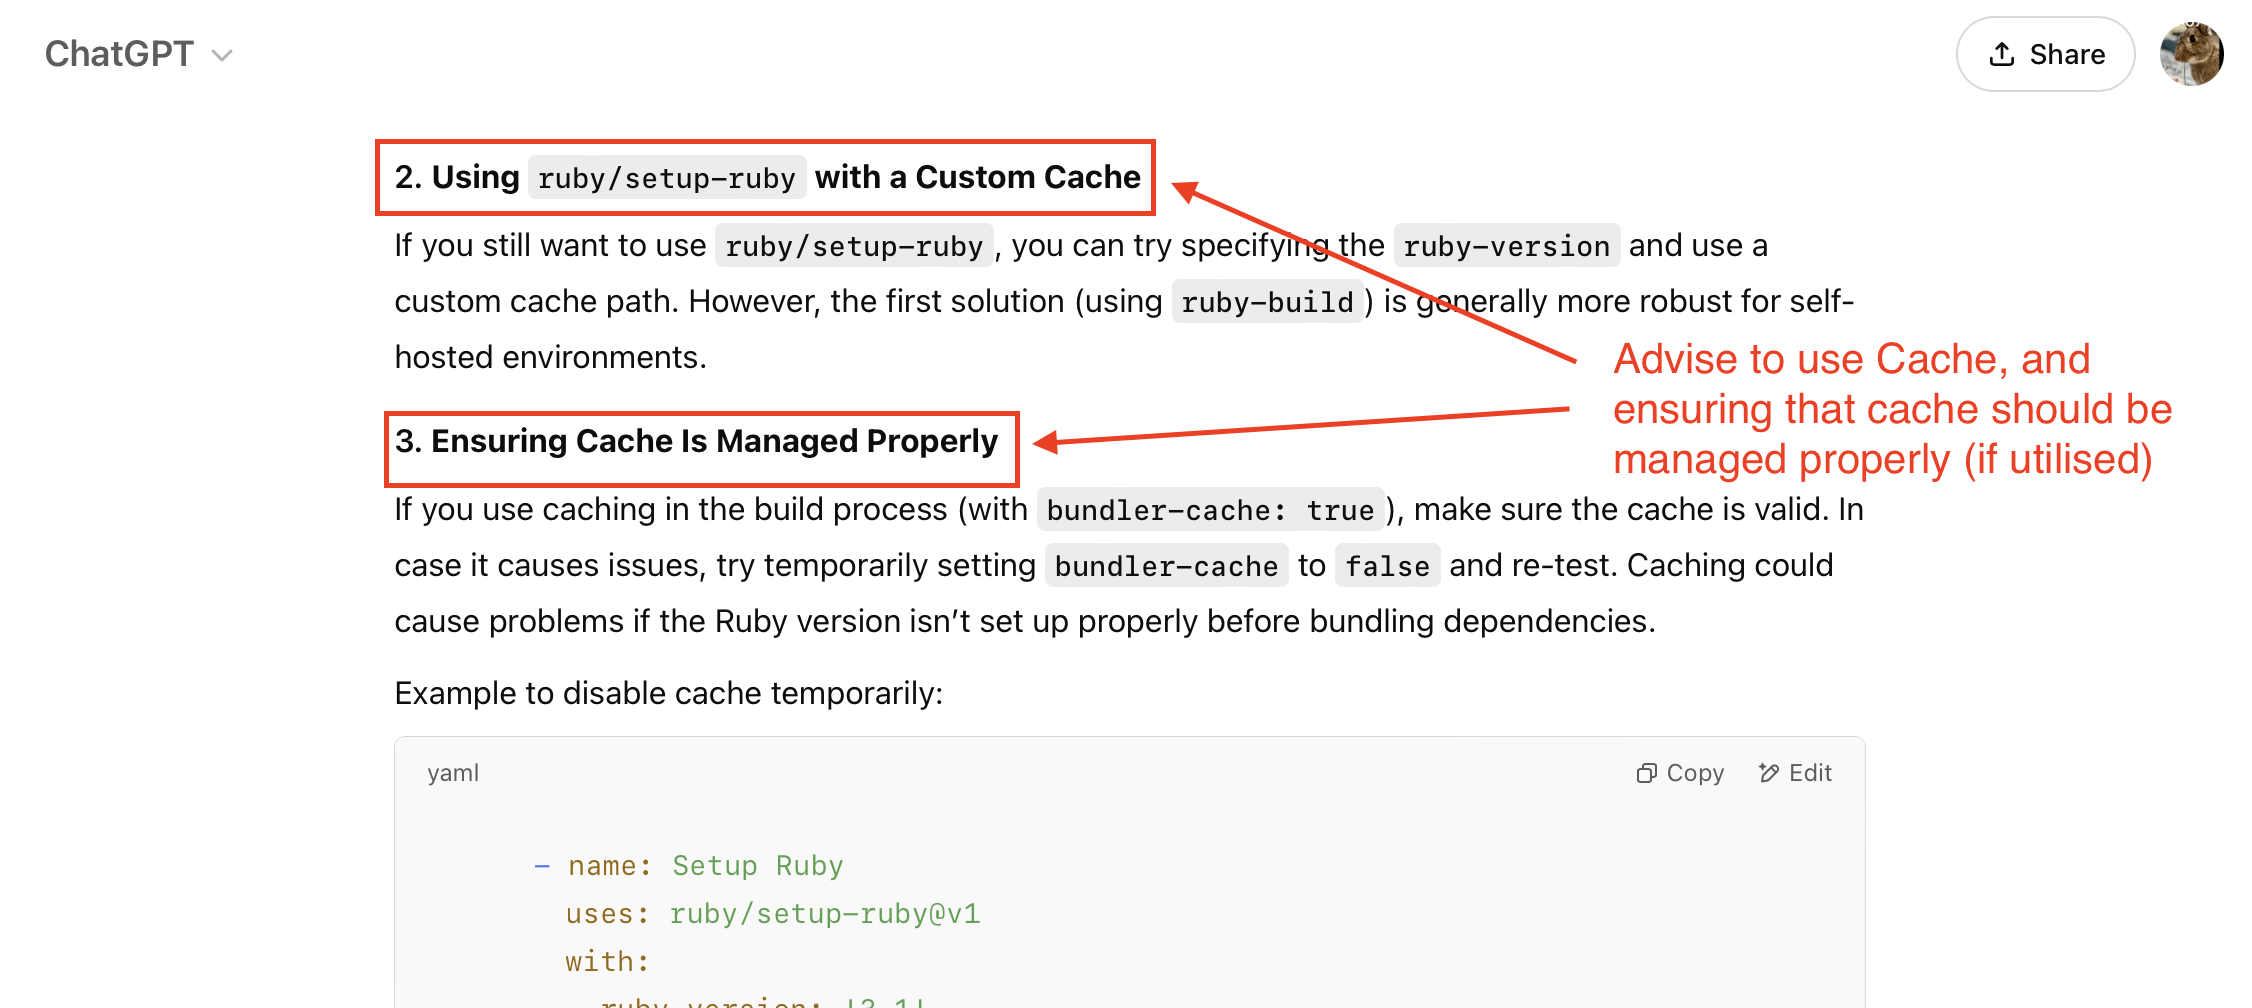 ChatGPT
Share
2. Using ruby/setup-ruby with a Custom Cache
If you still want to use ruby/setup-ruby, you can try specifying the ruby-version and use a
custom cache path. However, the first solution (using ruby-build) is generally more robust for self-
hosted environments.
Advise to use Cache, and
ensuring that cache should be
managed properly (if utilised)
3. Ensuring Cache Is Managed Properly
If you use caching in the build process (with bundler-cache: true), make sure the cache is valid. In
case it causes issues, try temporarily setting bundler-cache to false and re-test. Caching could
cause problems if the Ruby version isn’t set up properly before bundling dependencies.
Example to disable cache temporarily:
yaml
Copy
Edit
- name: Setup Ruby
uses: ruby/setup-ruby@v1
with:
ruby-version: '3.1'